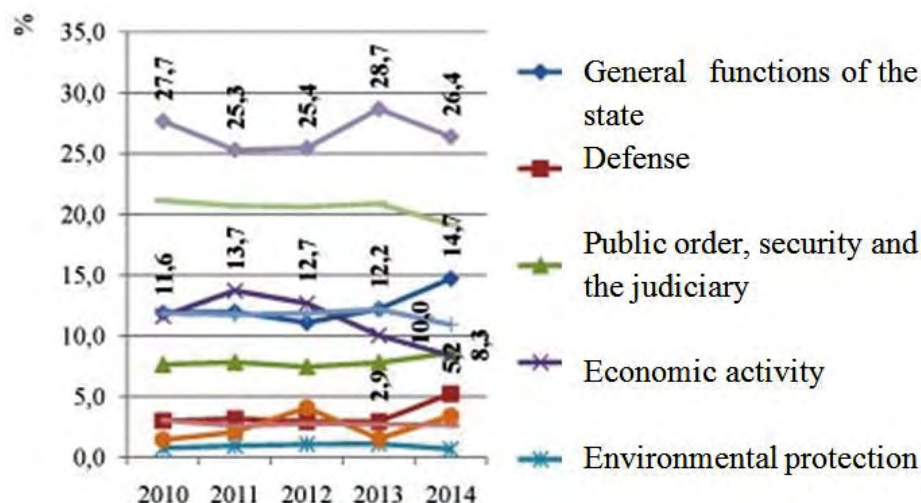 %
35,0
30,0
25,0
20,0
15,0
10,0
5,0
0,0
27,7
25,3
25,4
28,7
26,4
11,6
13,7
12,7
12,2
14,7
10,0
8,3
2,9
5,2
2010 2011 2012 2013 2014
General functions of the
state
Defense
Public order, security and
the judiciary
Economic activity
Environmental protection